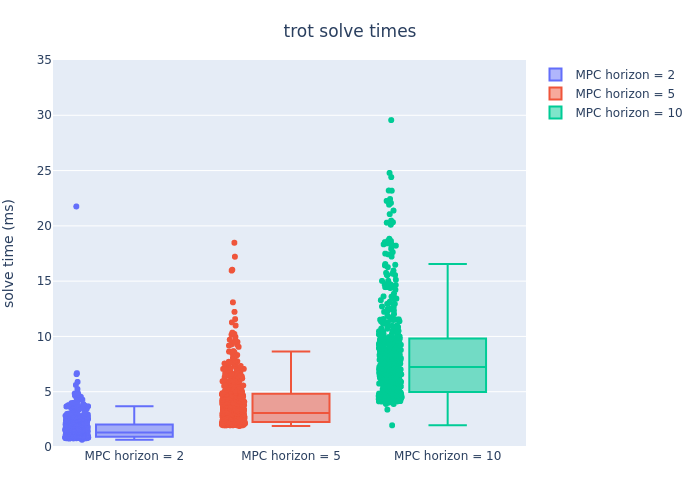 trot solve times
solve time (ms)
35
30
25
20
15
10
5
0
MPC horizon = 2
MPC horizon = 5
MPC horizon = 10
MPC horizon = 2
MPC horizon = 5
MPC horizon = 10